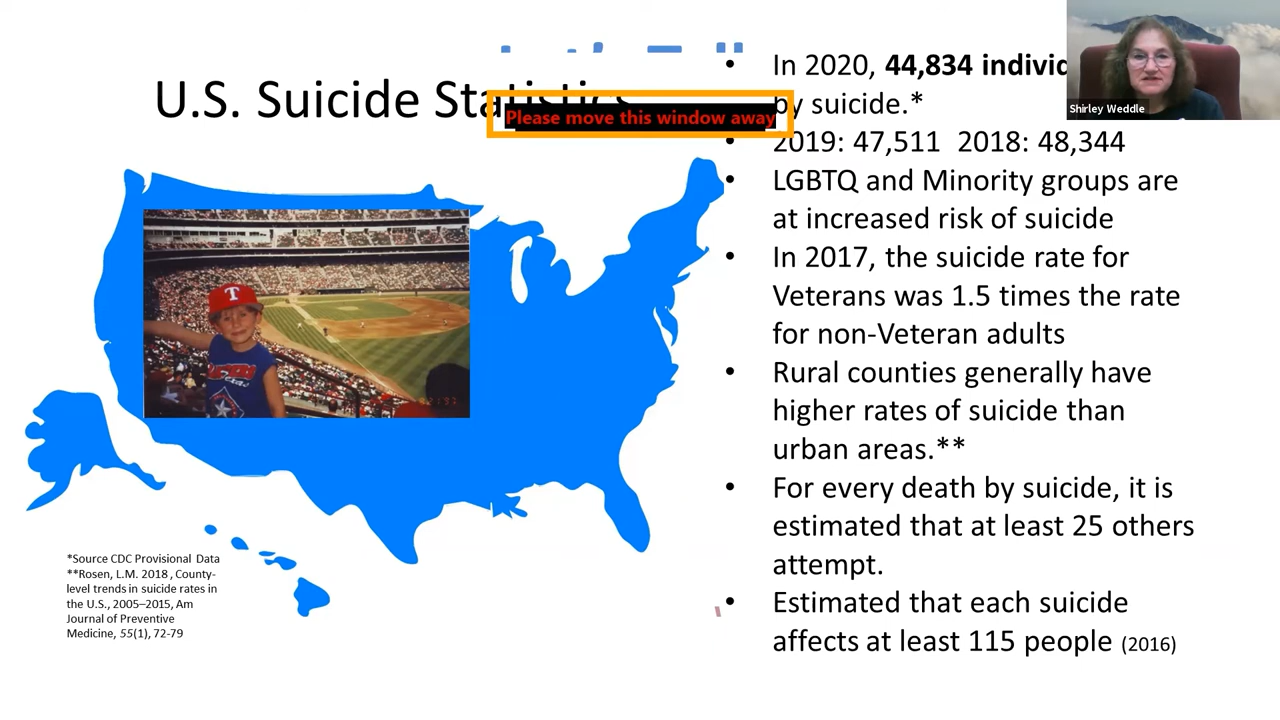 U.S. Suicide Statistics
Please move this window away
• In 2020, 44,834
by suicide.*
• 2019: 47,511 2018: 48,344
• LGBTQ and Minority groups are
at increased risk of suicide
• In 2017, the suicide rate for
Veterans was 1.5 times the rate
for non-Veteran adults
• Rural counties generally have
higher rates of suicide than
urban areas.**
• For every death by suicide, it is
estimated that at least 25 others
attempt.
• Estimated that each suicide
affects at least 115 people (2016)
Shirley Weddle
T
Texas
*Source CDC Provisional Data
**Rosen, L.M. 2018 , County-
level trends in suicide rates in
the U.S., 2005–2015, Am
Journal of Preventive
Medicine, 55(1), 72-79